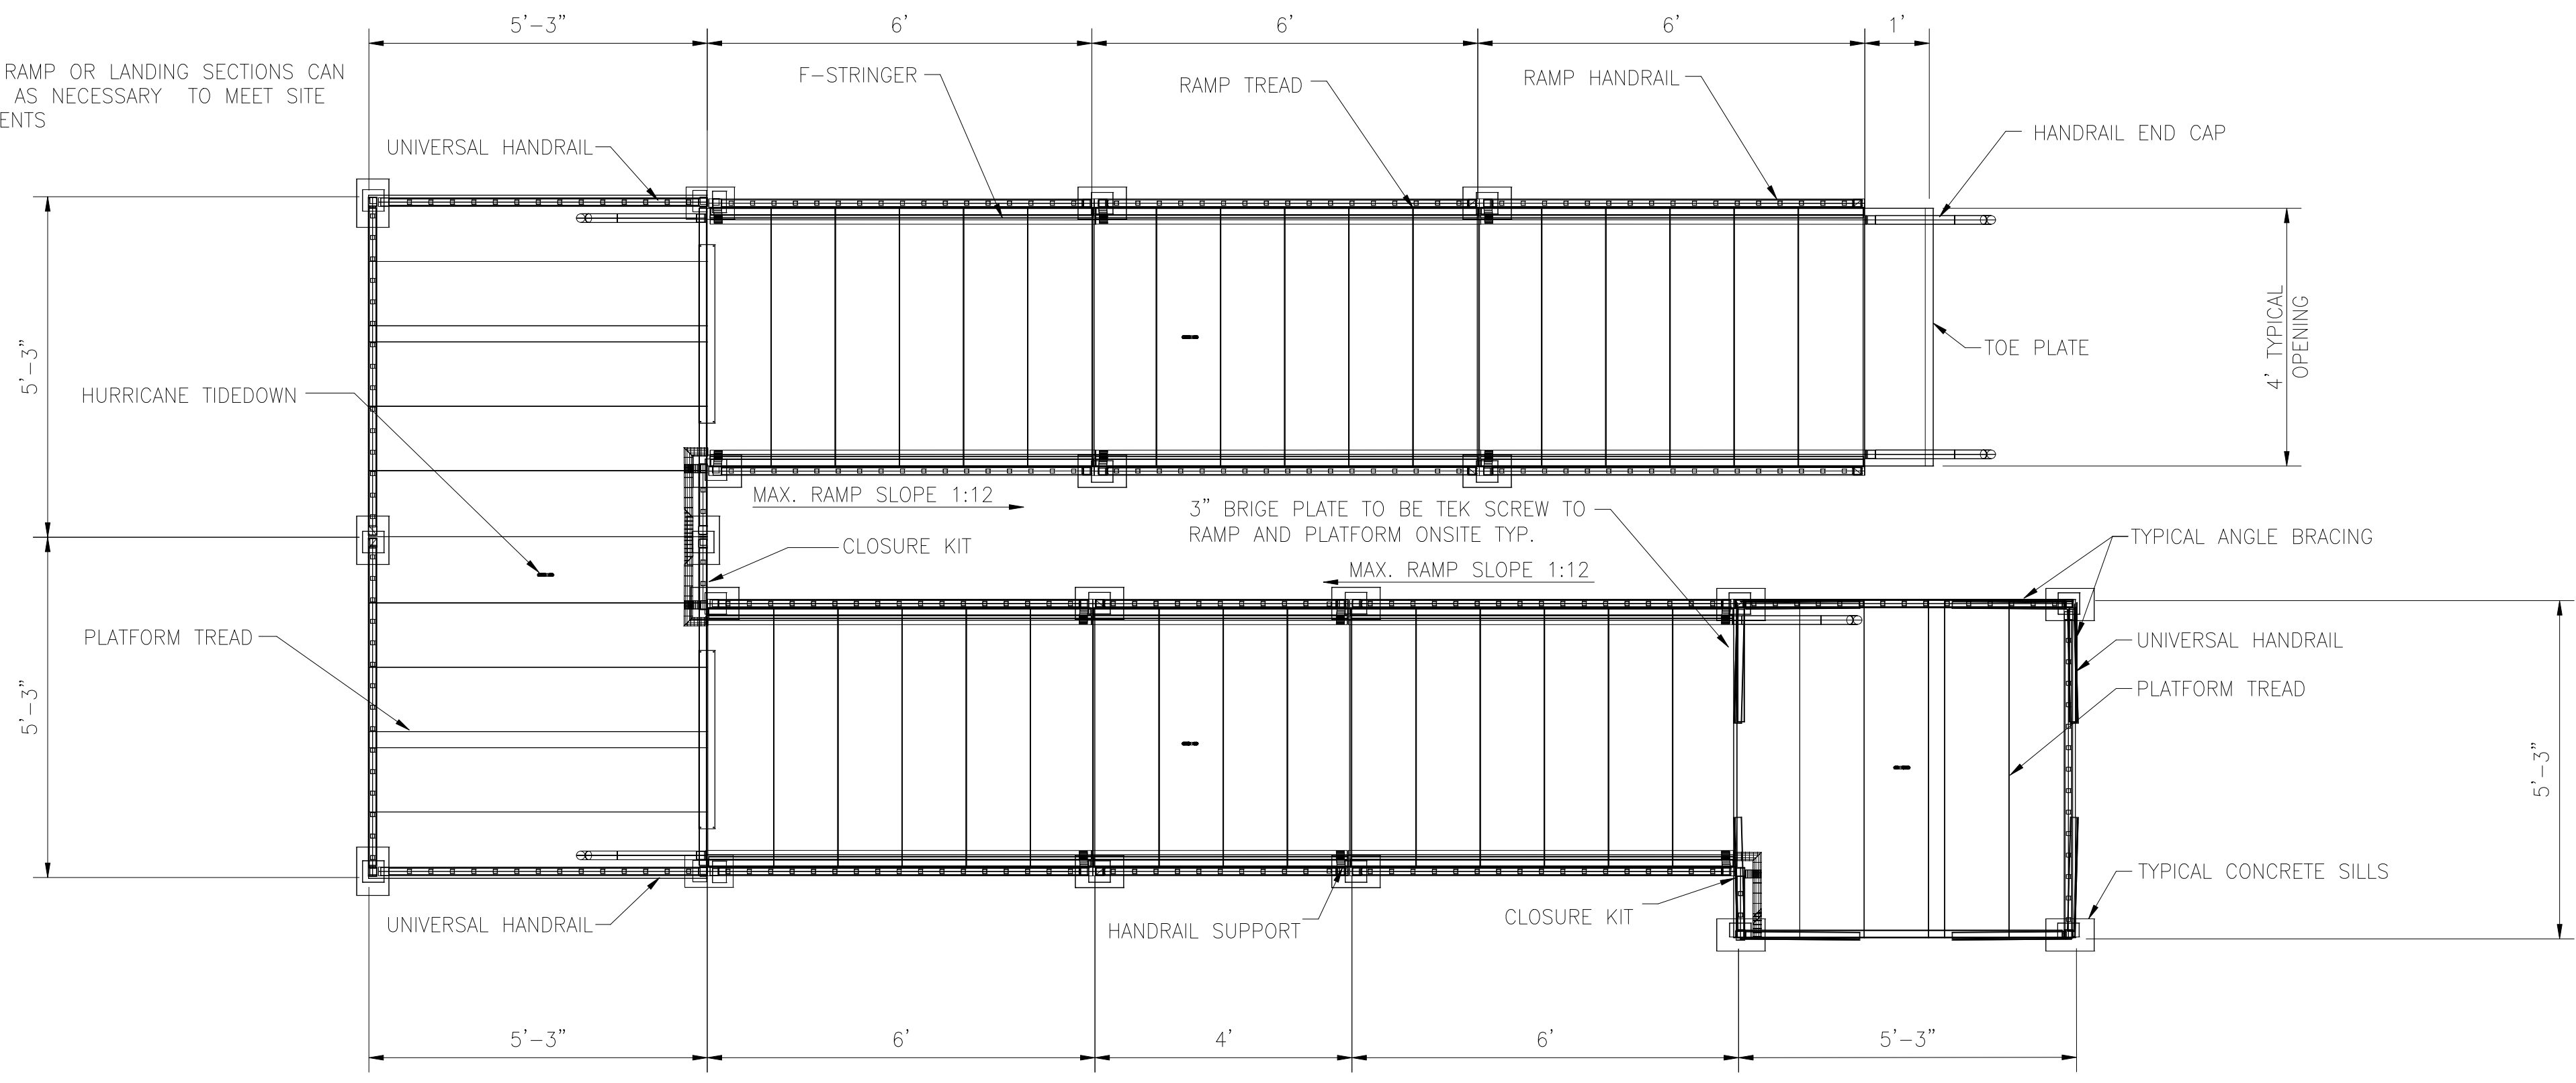 5'-3"
6'
6'
6'
1'
RAMP OR LANDING SECTIONS CAN
AS NECESSARY TO MEET SITE
ENTS
F-STRINGER
RAMP TREAD
RAMP HANDRAIL
HANDRAIL END CAP
UNIVERSAL HANDRAIL
5'-3"
4' TYPICAL
OPENING
TOE PLATE
HURRICANE TIDEDOWN
MAX. RAMP SLOPE 1:12
3" BRIGE PLATE TO BE TEK SCREW TO
RAMP AND PLATFORM ONSITE TYP.
CLOSURE KIT
TYPICAL ANGLE BRACING
MAX. RAMP SLOPE 1:12
PLATFORM TREAD
UNIVERSAL HANDRAIL
PLATFORM TREAD
5'-3"
5'-3"
TYPICAL CONCRETE SILLS
UNIVERSAL HANDRAIL
HANDRAIL SUPPORT
CLOSURE KIT
5'-3"
6'
4'
6'
5'-3"